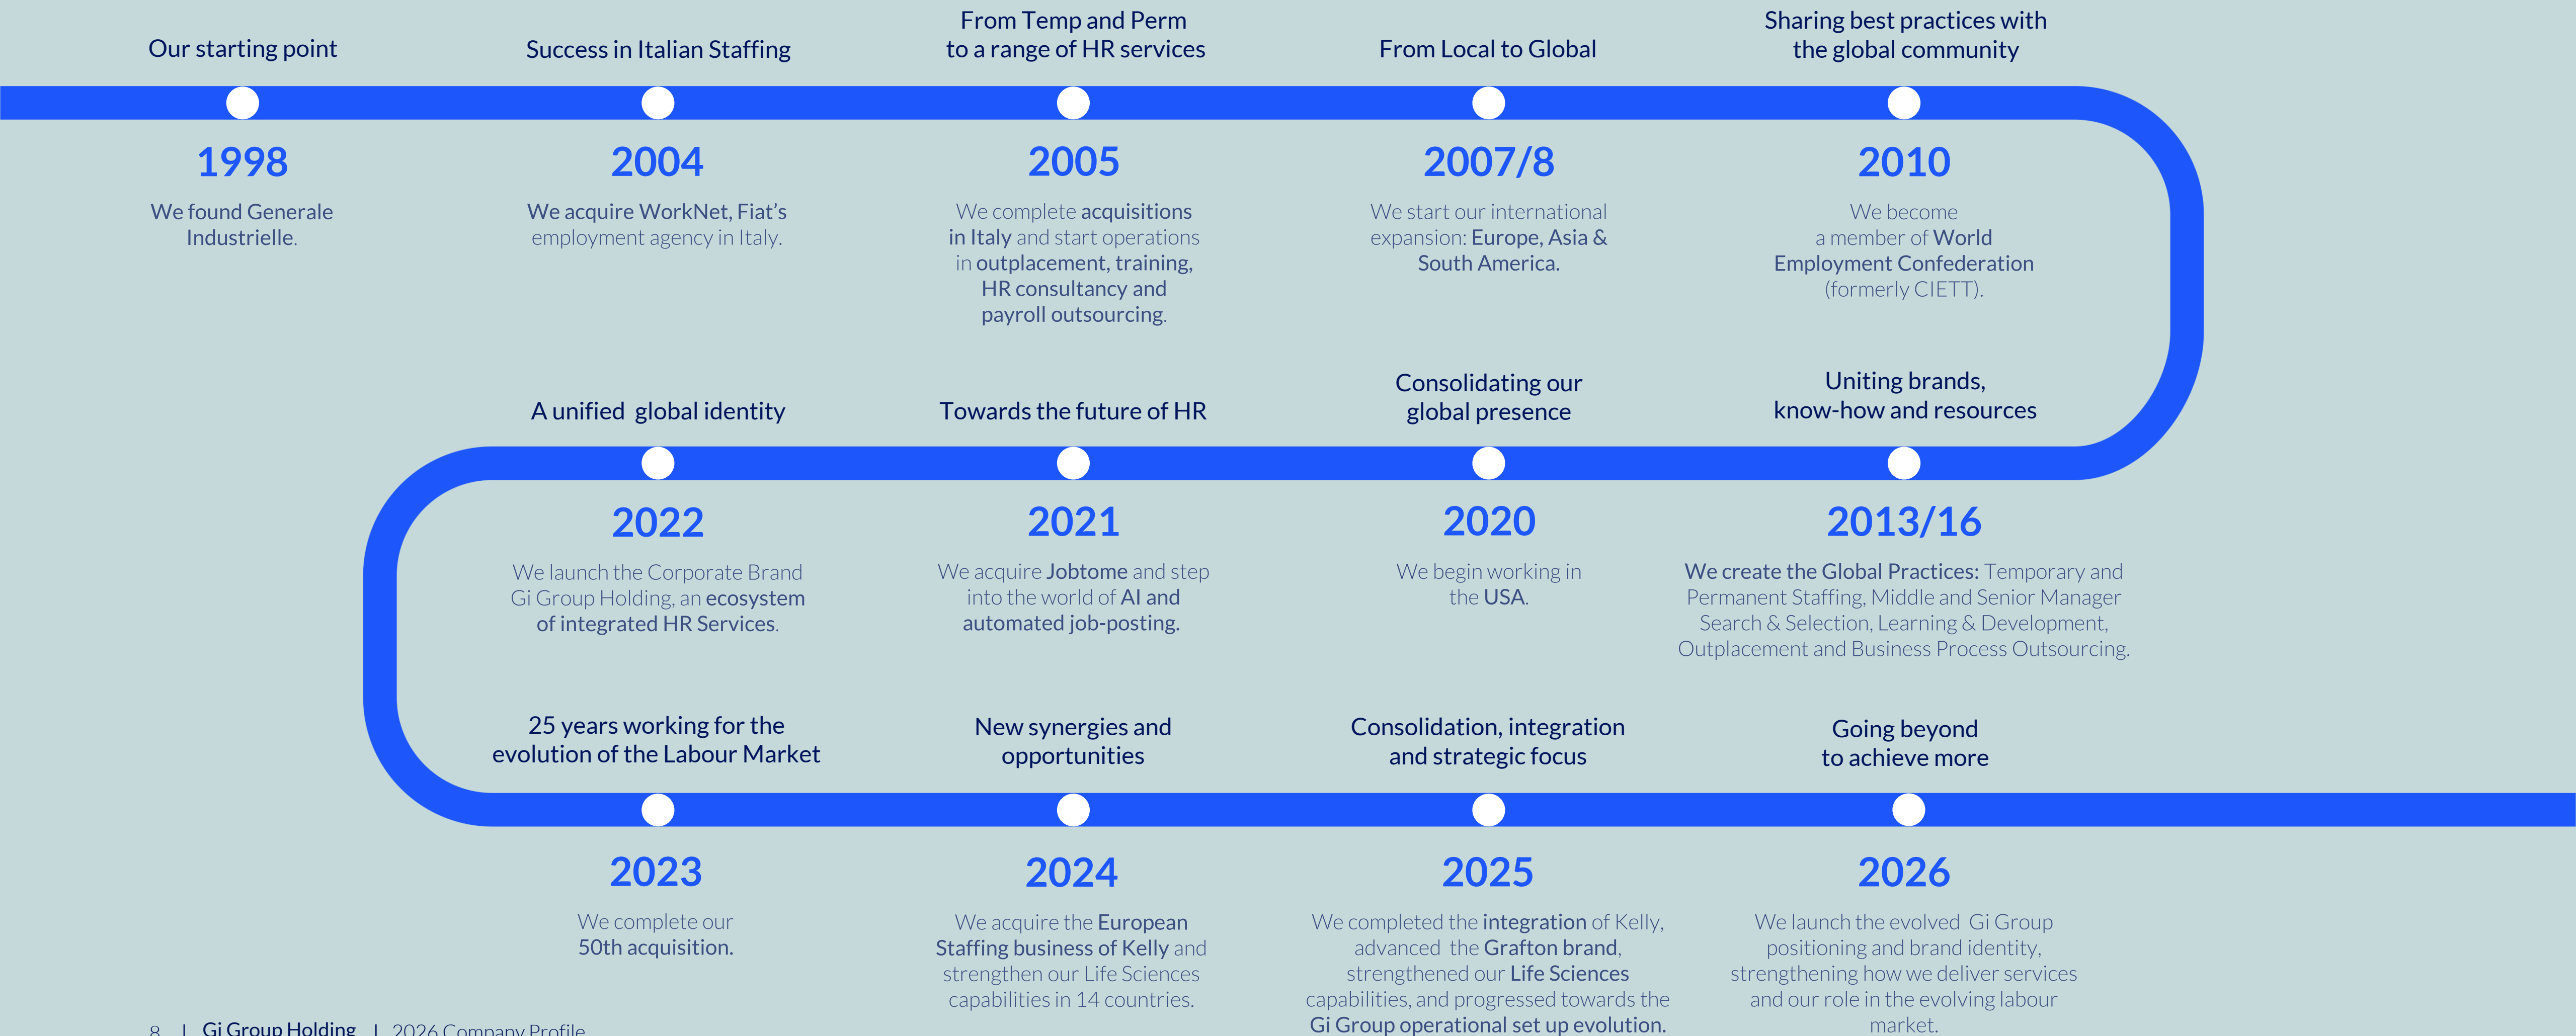 Our starting point
1998
We found Generale
Industrielle.
Success in Italian Staffing
2004
We acquire WorkNet, Fiat’s
employment agency in Italy.
From Temp and Perm
to a range of HR services
2005
We complete acquisitions
in Italy and start operations
in outplacement, training,
HR consultancy and
payroll outsourcing.
From Local to Global
2007/8
We start our international
expansion: Europe, Asia &
South America.
Sharing best practices with
the global community
2010
We become
a member of World
Employment Confederation
(formerly CIETT).
Uniting brands,
know-how and resources
2013/16
We create the Global Practices: Temporary and
Permanent Staffing, Middle and Senior Manager
Search & Selection, Learning & Development,
Outplacement and Business Process Outsourcing.
Consolidating our
global presence
2020
We begin working in
the USA.
Towards the future of HR
2021
We acquire Jobtome and step
into the world of AI and
automated job-posting.
A unified global identity
2022
We launch the Corporate Brand
Gi Group Holding, an ecosystem
of integrated HR Services.
25 years working for the
evolution of the Labour Market
2023
We complete our
50th acquisition.
New synergies and
opportunities
2024
We acquire the European
Staffing business of Kelly and
strengthen our Life Sciences
capabilities in 14 countries.
Consolidation, integration
and strategic focus
2025
We completed the integration of Kelly,
advanced the Grafton brand,
strengthened our Life Sciences
capabilities, and progressed towards the
Gi Group operational set up evolution.
Going beyond
to achieve more
2026
We launch the evolved Gi Group
positioning and brand identity,
strengthening how we deliver services
and our role in the evolving labour
market.
8 | Gi Group Holding | 2026 Company Profile